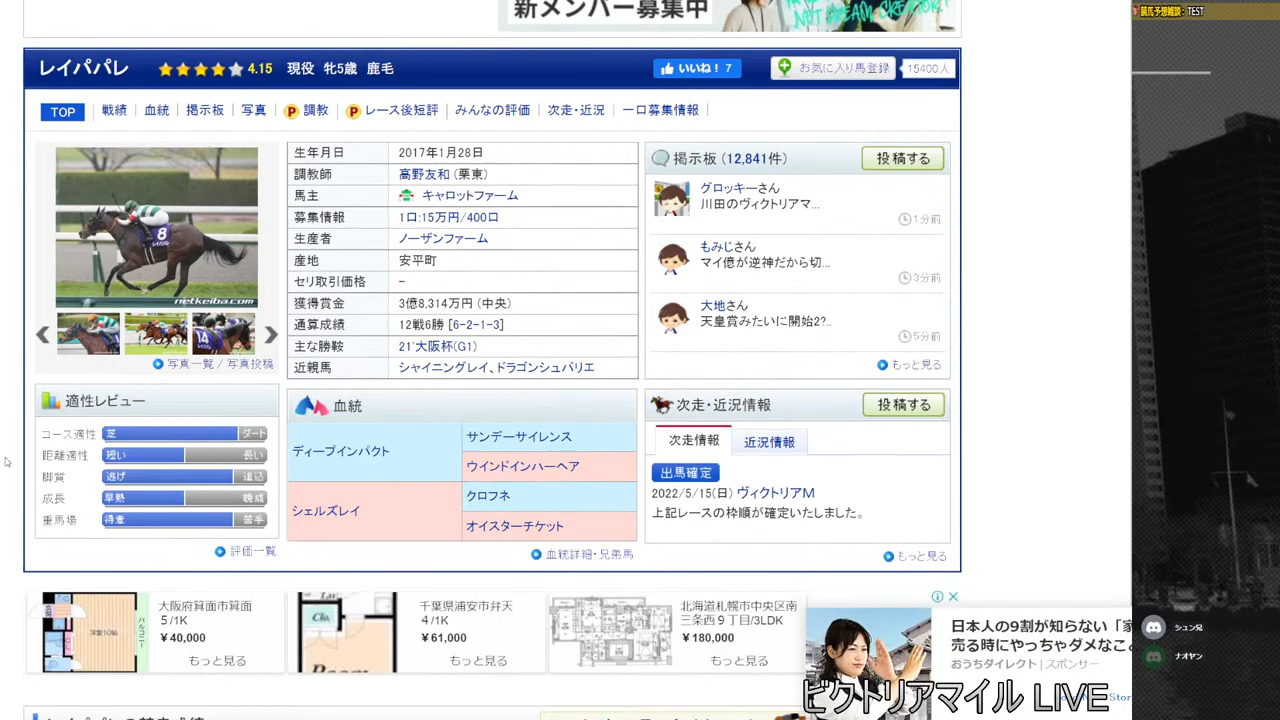 新メンバー募集中
競馬予想雑談: TEST
レイパパレ
4.15 現役 牝5歳 鹿毛
いいね！ 7
お気に入り馬登録
15400人
TOP 戦績 血統 掲示板 写真 P 調教 P レース後短評 みんなの評価 次走・近況 一口募集情報
netkeiba.com
写真一覧 / 写真投稿
生年月日 2017年1月28日
調教師 高野友和 (栗東)
馬主 キャロットファーム
募集情報 1口:15万円/400口
生産者 ノーザンファーム
産地 安平町
セリ取引価格 -
獲得賞金 3億8,314万円 (中央)
通算成績 12戦6勝 [6-2-1-3]
主な勝鞍 21'大阪杯(G1)
近親馬 シャイニングレイ、ドラゴンシュバリエ
掲示板 (12,841件)
投稿する
グロッキーさん
川田のヴィクトリアマ...
1分前
もみじさん
マイ億が逆神だから切...
3分前
大地さん
天皇賞みたいに開始2?..
5分前
もっと見る
適性レビュー
コース適性 芝 ダート
距離適性 短い 長い
脚質 逃げ 追込
成長 早熟 晩成
重馬場 得意 苦手
評価一覧
血統
ディープインパクト
サンデーサイレンス
ウインドインハーヘア
シェルズレイ
クロフネ
オイスターチケット
血統詳細・兄弟馬
次走・近況情報
投稿する
次走情報 近況情報
出馬確定
2022/5/15(日) ヴィクトリアM
上記レースの枠順が確定いたしました。
もっと見る
大阪府箕面市箕面
5/1K
￥40,000
もっと見る
千葉県浦安市弁天
4/1K
￥61,000
もっと見る
北海道札幌市中央区南
三条西９丁目/3LDK
￥180,000
もっと見る
日本人の9割が知らない「家
売る時にやっちゃダメなこ
おうちダイレクト | スポンサー
シュン兄
ナオヤン
ビクトリアマイル LIVE